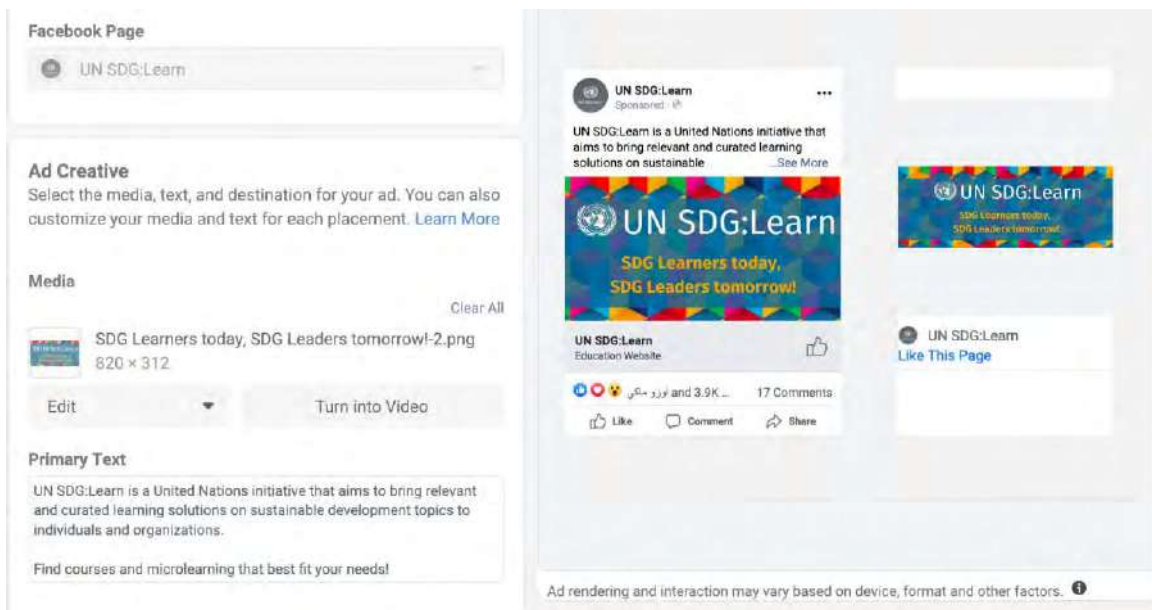 Facebook Page
UN SDG:Learn
Ad Creative
Select the media, text, and destination for your ad. You can also
customize your media and text for each placement. Learn More
Media
Clear All
SDG Learners today, SDG Leaders tomorrow!-2.png
820 × 312
Edit
Turn into Video
Primary Text
UN SDG:Learn is a United Nations initiative that aims to bring relevant
and curated learning solutions on sustainable development topics to
individuals and organizations.
Find courses and microlearning that best fit your needs!
UN SDG:Learn
Sponsored ·
UN SDG:Learn is a United Nations initiative that
aims to bring relevant and curated learning
solutions on sustainable ...See More
UN SDG:Learn
SDG Learners today,
SDG Leaders tomorrow!
UN SDG:Learn
Education Website
and 3.9K ... 17 Comments
Like Comment Share
UN SDG:Learn
SDG Learners today,
SDG Leaders tomorrow!
UN SDG:Learn
Like This Page
Ad rendering and interaction may vary based on device, format and other factors.